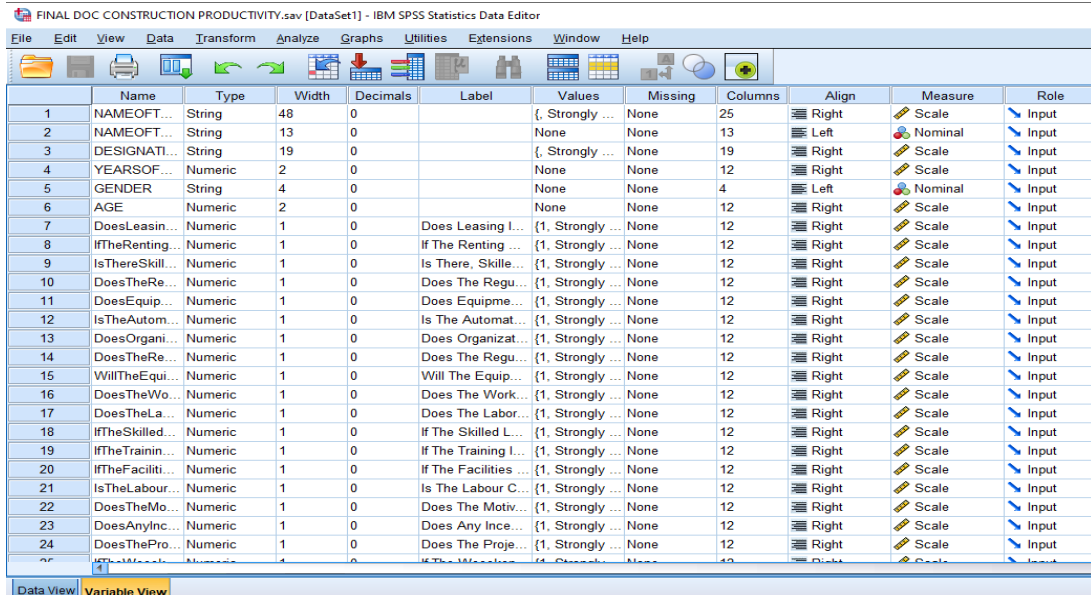 FINAL DOC CONSTRUCTION PRODUCTIVITY.sav [DataSet1] - IBM SPSS Statistics Data Editor
File Edit View Data Transform Analyze Graphs Utilities Extensions Window Help
Name Type Width Decimals Label Values Missing Columns Align Measure Role
1 NAMEOFT... String 48 0 {, Strongly ... None 25 Right Scale Input
2 NAMEOFT... String 13 0 None None 13 Left Nominal Input
3 DESIGNATI... String 19 0 {, Strongly ... None 19 Right Scale Input
4 YEARSOF... Numeric 2 0 None None 12 Right Scale Input
5 GENDER String 4 0 None None 4 Left Nominal Input
6 AGE Numeric 2 0 None None 12 Right Scale Input
7 DoesLeasin... Numeric 1 0 Does Leasing I... {1, Strongly ... None 12 Right Scale Input
8 IfTheRenting... Numeric 1 0 If The Renting ... {1, Strongly ... None 12 Right Scale Input
9 IsThereSkill... Numeric 1 0 Is There, Skille... {1, Strongly ... None 12 Right Scale Input
10 DoesTheRe... Numeric 1 0 Does The Regu... {1, Strongly ... None 12 Right Scale Input
11 DoesEquip... Numeric 1 0 Does Equipme... {1, Strongly ... None 12 Right Scale Input
12 IsTheAutom... Numeric 1 0 Is The Automat... {1, Strongly ... None 12 Right Scale Input
13 DoesOrgani... Numeric 1 0 Does Organizat... {1, Strongly ... None 12 Right Scale Input
14 DoesTheRe... Numeric 1 0 Does The Regu... {1, Strongly ... None 12 Right Scale Input
15 WillTheEqui... Numeric 1 0 Will The Equip... {1, Strongly ... None 12 Right Scale Input
16 DoesTheWo... Numeric 1 0 Does The Work... {1, Strongly ... None 12 Right Scale Input
17 DoesTheLa... Numeric 1 0 Does The Labor... {1, Strongly ... None 12 Right Scale Input
18 IfTheSkilled... Numeric 1 0 If The Skilled L... {1, Strongly ... None 12 Right Scale Input
19 IfTheTrainin... Numeric 1 0 If The Training I... {1, Strongly ... None 12 Right Scale Input
20 IfTheFaciliti... Numeric 1 0 If The Facilities ... {1, Strongly ... None 12 Right Scale Input
21 IsTheLabour... Numeric 1 0 Is The Labour C... {1, Strongly ... None 12 Right Scale Input
22 DoesTheMo... Numeric 1 0 Does The Motiv... {1, Strongly ... None 12 Right Scale Input
23 DoesAnyInc... Numeric 1 0 Does Any Ince... {1, Strongly ... None 12 Right Scale Input
24 DoesThePro... Numeric 1 0 Does The Proje... {1, Strongly ... None 12 Right Scale Input
Data View Variable View